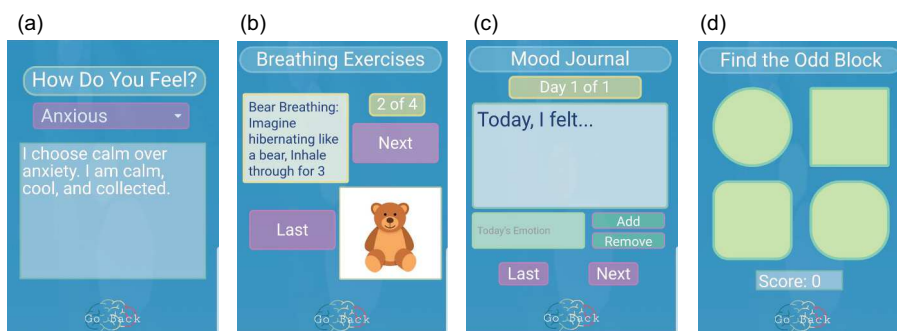 (a)
How Do You Feel?
Anxious
I choose calm over
anxiety. I am calm,
cool, and collected.
Go Back
(b)
Breathing Exercises
Bear Breathing:
Imagine
hibernating like
a bear, Inhale
through for 3
2 of 4
Next
Last
Go Back
(c)
Mood Journal
Day 1 of 1
Today, I felt...
Today's Emotion
Add
Remove
Last
Next
Go Back
(d)
Find the Odd Block
Score: 0
Go Back